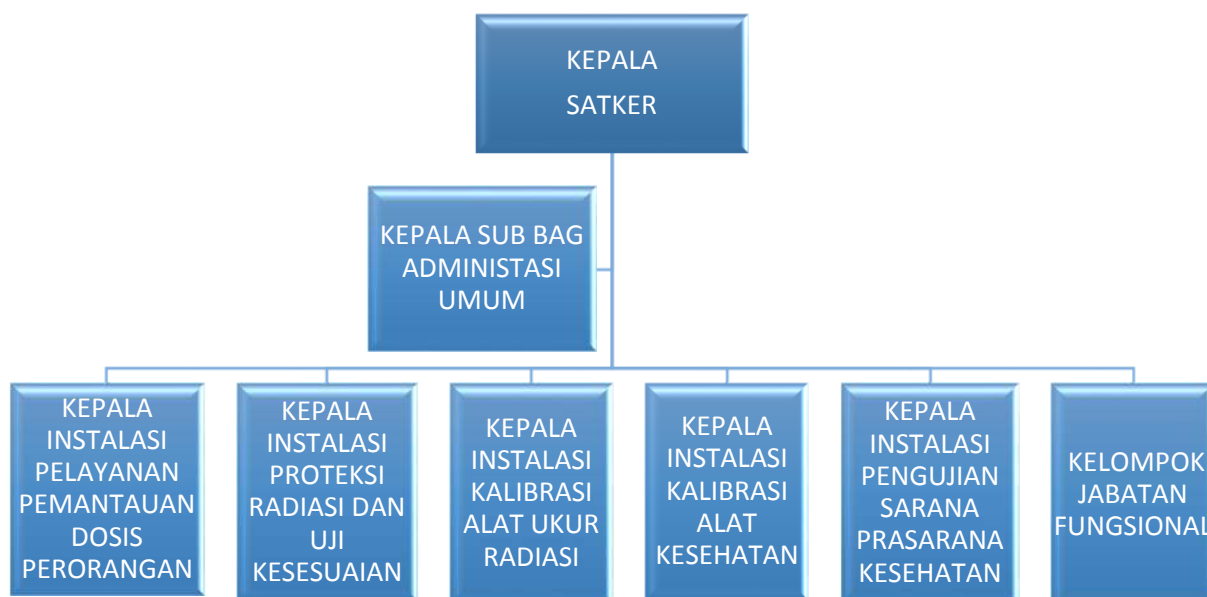 KEPALA
SATKER
KEPALA SUB BAG
ADMINISTASI
UMUM
KEPALA
INSTALASI
PELAYANAN
PEMANTAUAN
DOSIS
PERORANGAN
KEPALA
INSTALASI
PROTEKSI
RADIASI DAN
UJI
KESESUAIAN
KEPALA
INSTALASI
KALIBRASI
ALAT UKUR
RADIASI
KEPALA
INSTALASI
KALIBRASI
ALAT
KESEHATAN
KEPALA
INSTALASI
PENGUJIAN
SARANA
PRASARANA
KESEHATAN
KELOMPOK
JABATAN
FUNGSIONAL